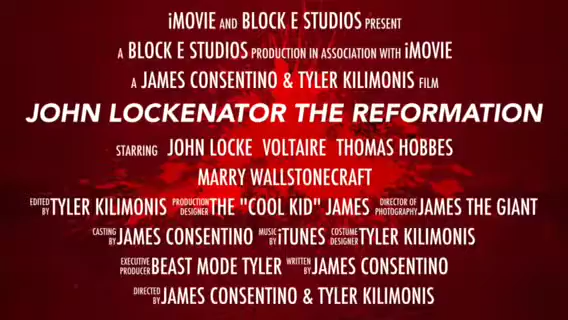 iMOVIE AND BLOCK E STUDIOS PRESENT
A BLOCK E STUDIOS PRODUCTION IN ASSOCIATION WITH iMOVIE
A JAMES CONSENTINO & TYLER KILIMONIS FILM
JOHN LOCKENATOR THE REFORMATION
STARRING JOHN LOCKE VOLTAIRE THOMAS HOBBES
MARRY WALLSTONECRAFT
EDITED BY TYLER KILIMONIS PRODUCTION DESIGNER THE "COOL KID" JAMES DIRECTOR OF PHOTOGRAPHY JAMES THE GIANT
CASTING BY JAMES CONSENTINO MUSIC BY iTUNES COSTUME DESIGNER TYLER KILIMONIS
EXECUTIVE PRODUCER BEAST MODE TYLER WRITTEN BY JAMES CONSENTINO
DIRECTED BY JAMES CONSENTINO & TYLER KILIMONIS